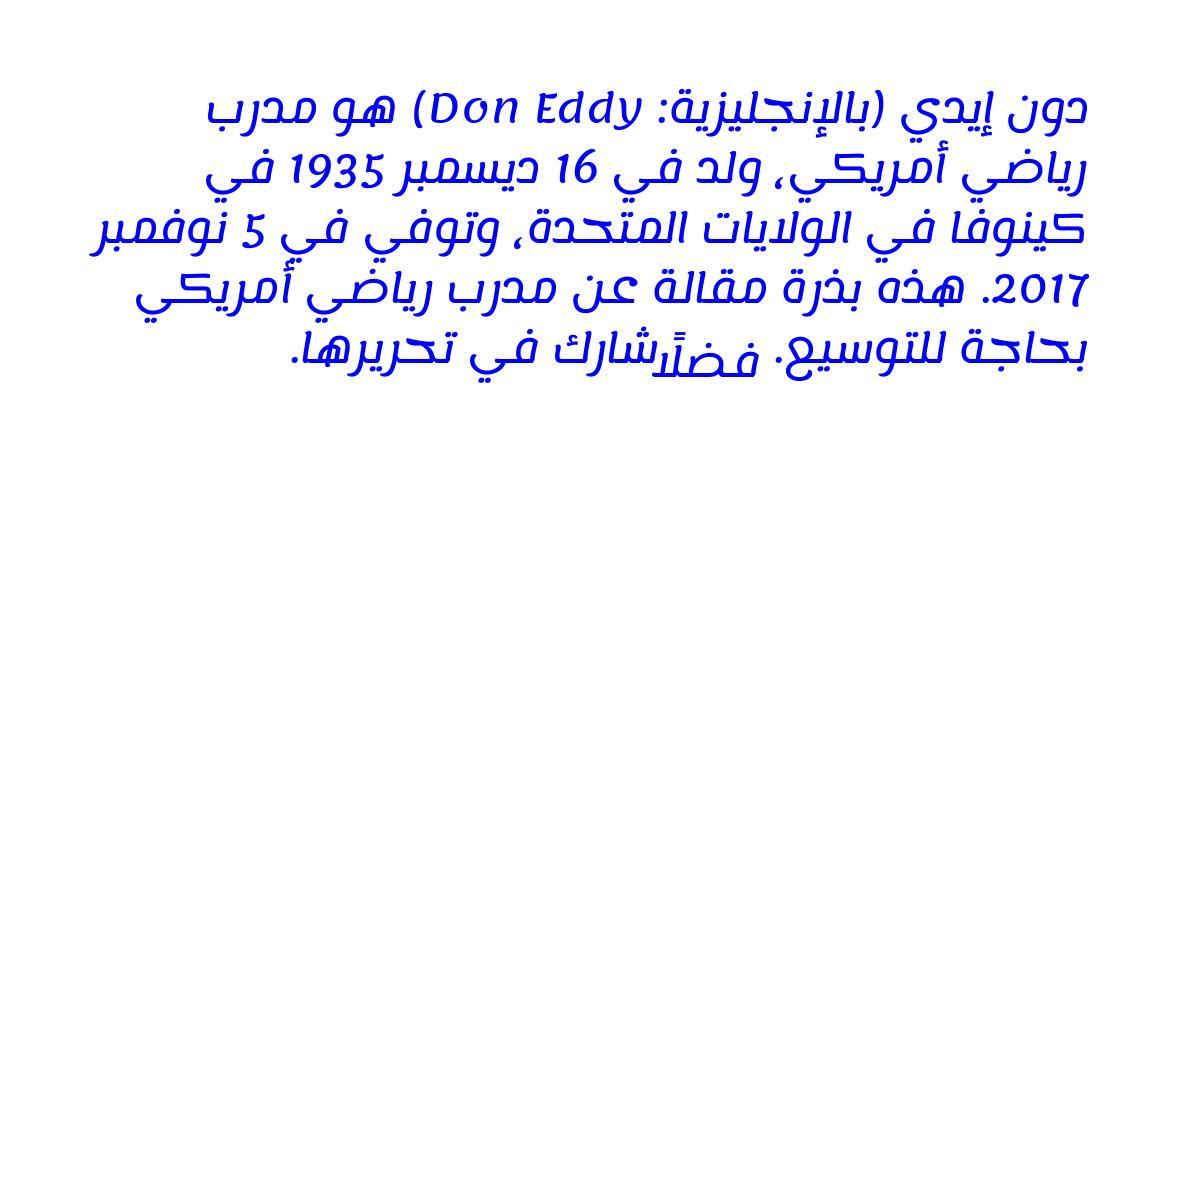 دون إيدي (بالإنجليزية: Don Eddy) هو مدرب
رياضي أمريكي، ولد في 16 ديسمبر 1935 في
كينوفا في الولايات المتحدة، وتوفي في 5 نوفمبر
2017. هذه بذرة مقالة عن مدرب رياضي أمريكي
بحاجة للتوسيع. فضلًا شارك في تحريرها.